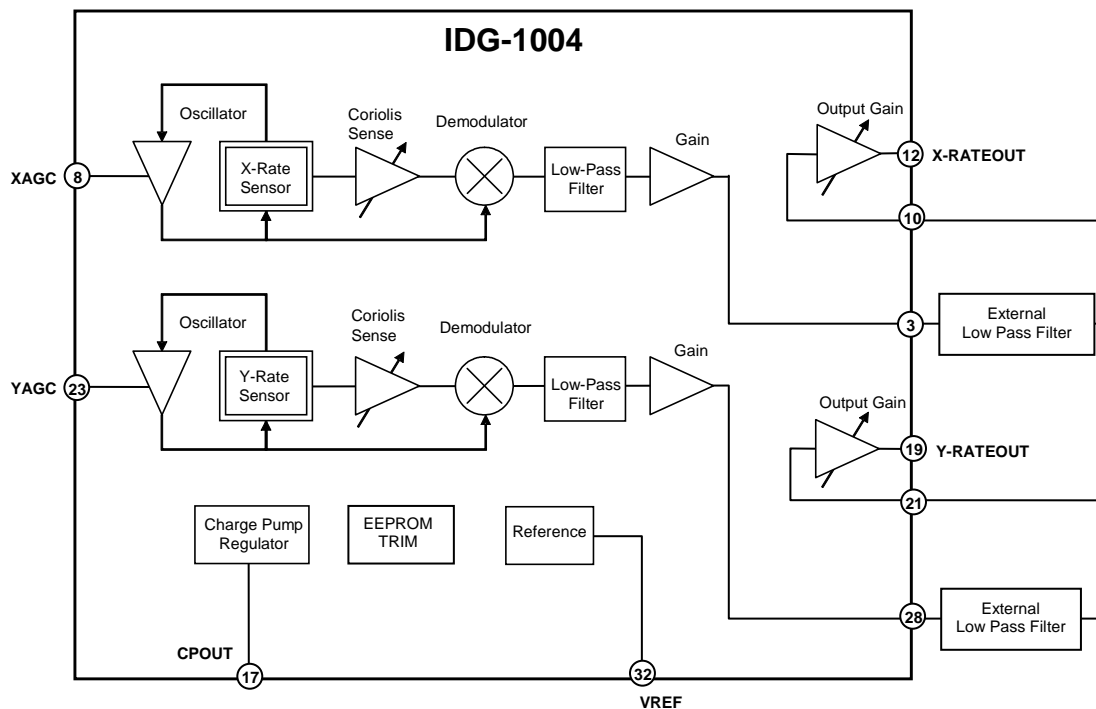 IDG-1004
Output Gain
Oscillator
Coriolis
Sense
Demodulator
Gain
XAGC
8
X-Rate
Sensor
Low-Pass
Filter
12
X-RATEOUT
10
3
External
Low Pass Filter
Oscillator
Coriolis
Sense
Demodulator
Gain
YAGC
23
Y-Rate
Sensor
Low-Pass
Filter
Output Gain
19
Y-RATEOUT
21
Charge Pump
Regulator
EEPROM
TRIM
Reference
28
External
Low Pass Filter
CPOUT
17
32
VREF